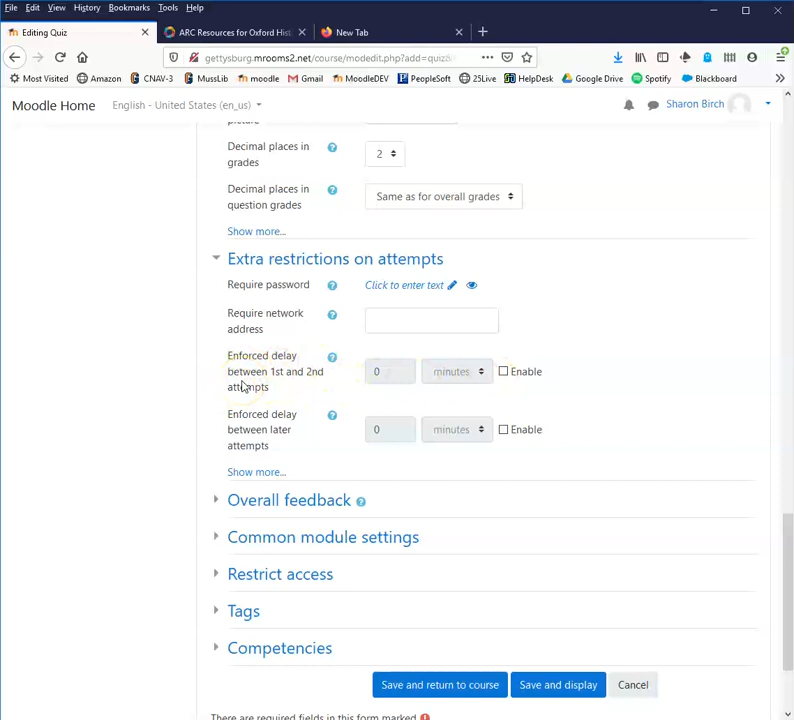 File Edit View History Bookmarks Tools Help
Editing Quiz
ARC Resources for Oxford Hist
New Tab
gettysburg.mrooms2.net/course/modedit.php?add=quiz&
Most Visited Amazon CNAV-3 MusLib moodle Gmail MoodleDEV PeopleSoft 25Live HelpDesk Google Drive Spotify Blackboard
Moodle Home English - United States (en_us) Sharon Birch
picture
Decimal places in
grades
2
Decimal places in
question grades
Same as for overall grades
Show more...
Extra restrictions on attempts
Require password
Click to enter text
Require network
address
Enforced delay
between 1st and 2nd
attempts
0 minutes Enable
Enforced delay
between later
attempts
0 minutes Enable
Show more...
Overall feedback
Common module settings
Restrict access
Tags
Competencies
Save and return to course Save and display Cancel
There are required fields in this form marked